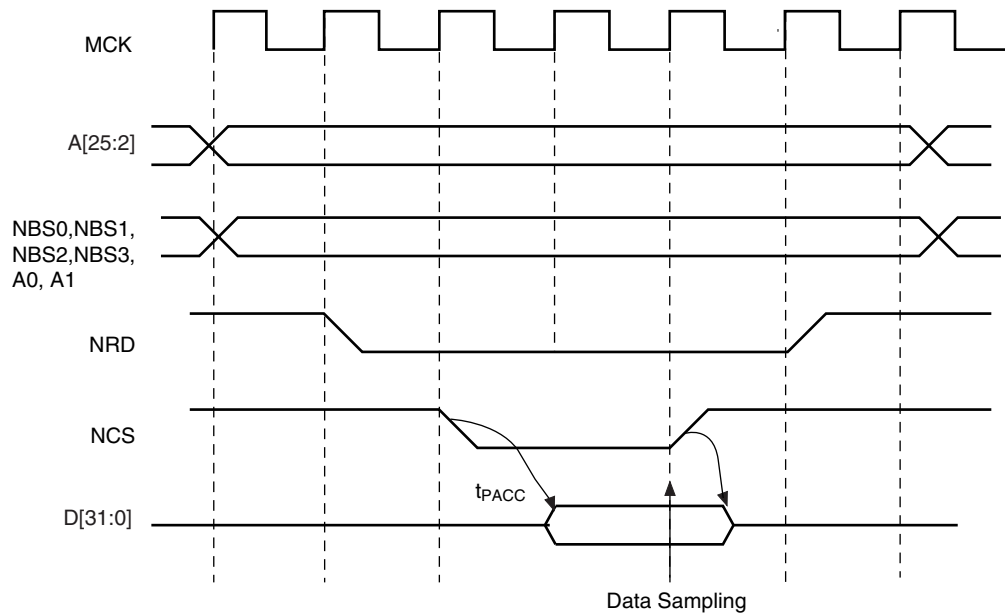 MCK
A[25:2]
NBS0,NBS1,
NBS2,NBS3,
A0, A1
NRD
NCS
tPACC
D[31:0]
Data Sampling